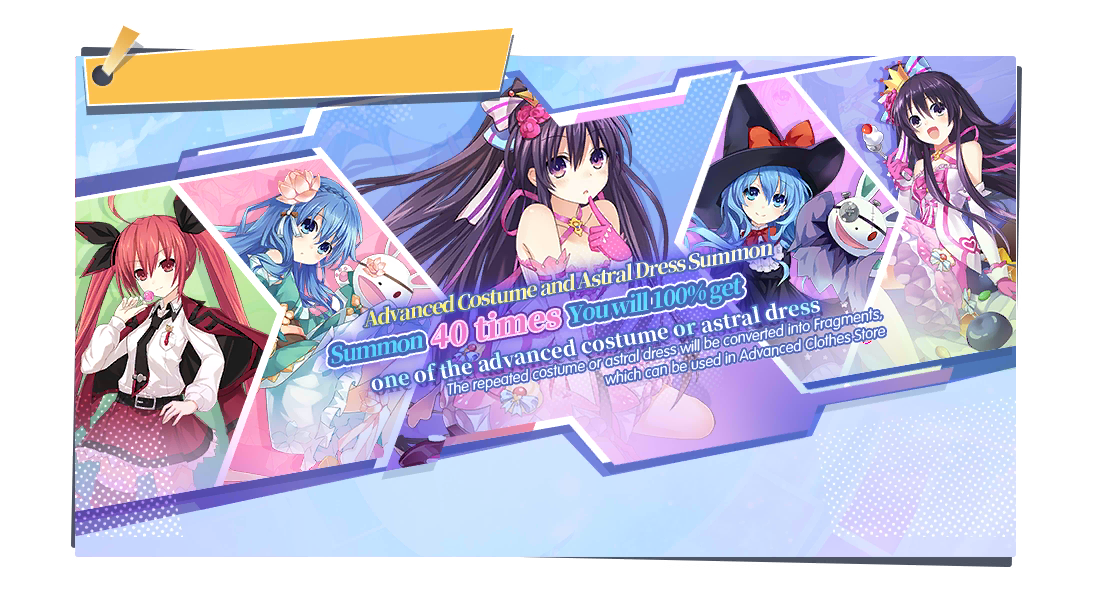 Advanced Costume and Astral Dress Summon
Summon 40 times You will 100% get
one of the advanced costume or astral dress
The repeated costume or astral dress will be converted into Fragments,
which can be used in Advanced Clothes Store